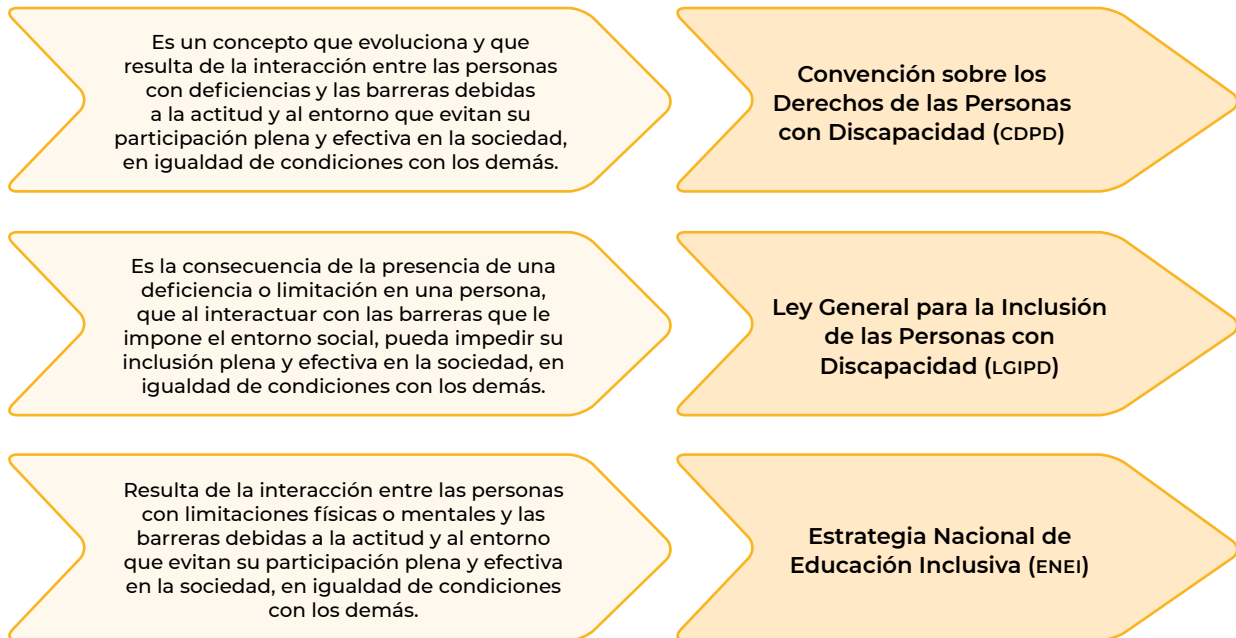 Es un concepto que evoluciona y que
resulta de la interacción entre las personas
con deficiencias y las barreras debidas
a la actitud y al entorno que evitan su
participación plena y efectiva en la sociedad,
en igualdad de condiciones con los demás.
Convención sobre los
Derechos de las Personas
con Discapacidad (CDPD)
Es la consecuencia de la presencia de una
deficiencia o limitación en una persona,
que al interactuar con las barreras que le
impone el entorno social, pueda impedir su
inclusión plena y efectiva en la sociedad, en
igualdad de condiciones con los demás.
Ley General para la Inclusión
de las Personas con
Discapacidad (LGIPD)
Resulta de la interacción entre las personas
con limitaciones físicas o mentales y las
barreras debidas a la actitud y al entorno
que evitan su participación plena y efectiva
en la sociedad, en igualdad de condiciones
con los demás.
Estrategia Nacional de
Educación Inclusiva (ENEI)